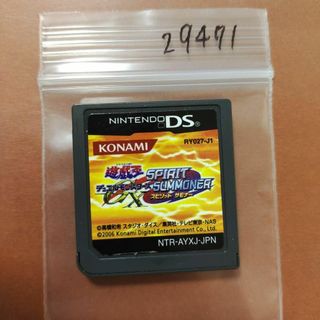 29471
NINTENDO DS
KONAMI
RY027-J1
遊☆戯☆王
デュエルモンスターズ
GX
SPIRIT
SUMMONER!
スピリット サモナー
©高橋和希 スタジオ・ダイス/集英社・テレビ東京・NAS
©2006 Konami Digital Entertainment Co., Ltd.
NTR-AYXJ-JPN